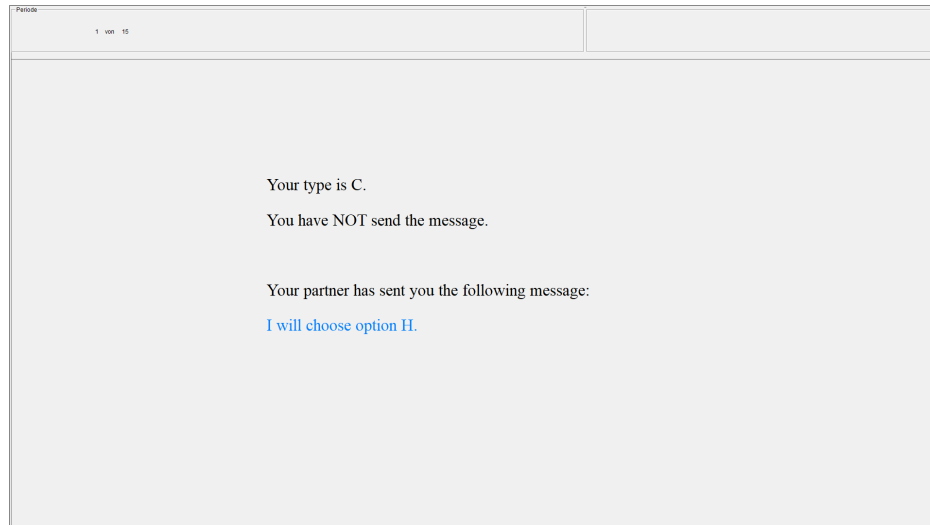 Periode
1 von 15
Your type is C.
You have NOT send the message.
Your partner has sent you the following message:
I will choose option H.